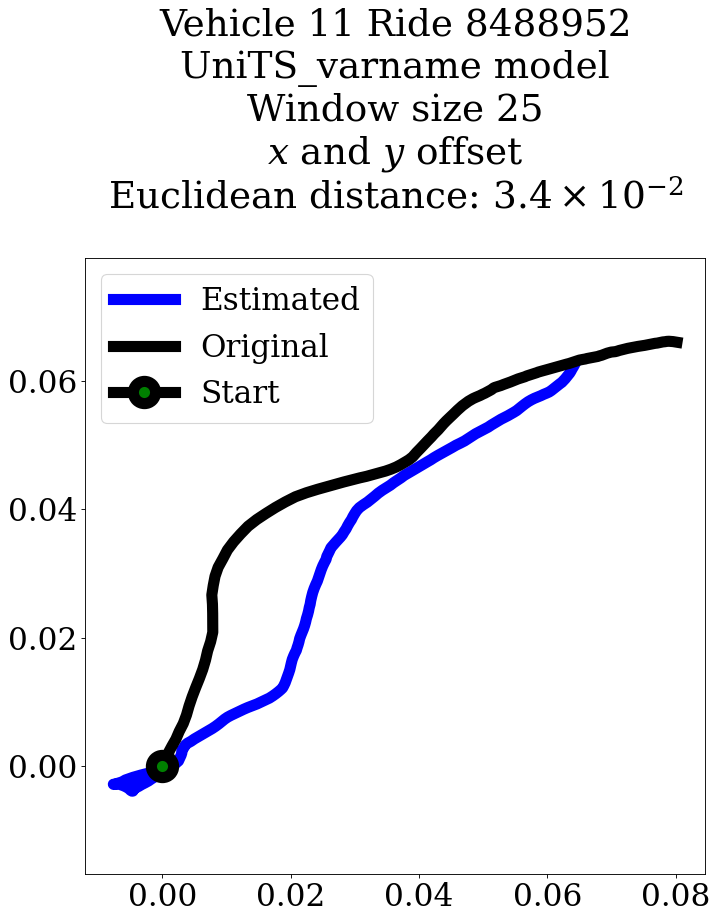 Vehicle 11 Ride 8488952
UniTS_varname model
Window size 25
x and y offset
Euclidean distance: 3.4 × 10⁻²
Estimated
Original
Start
0.06
0.04
0.02
0.00
0.00 0.02 0.04 0.06 0.08